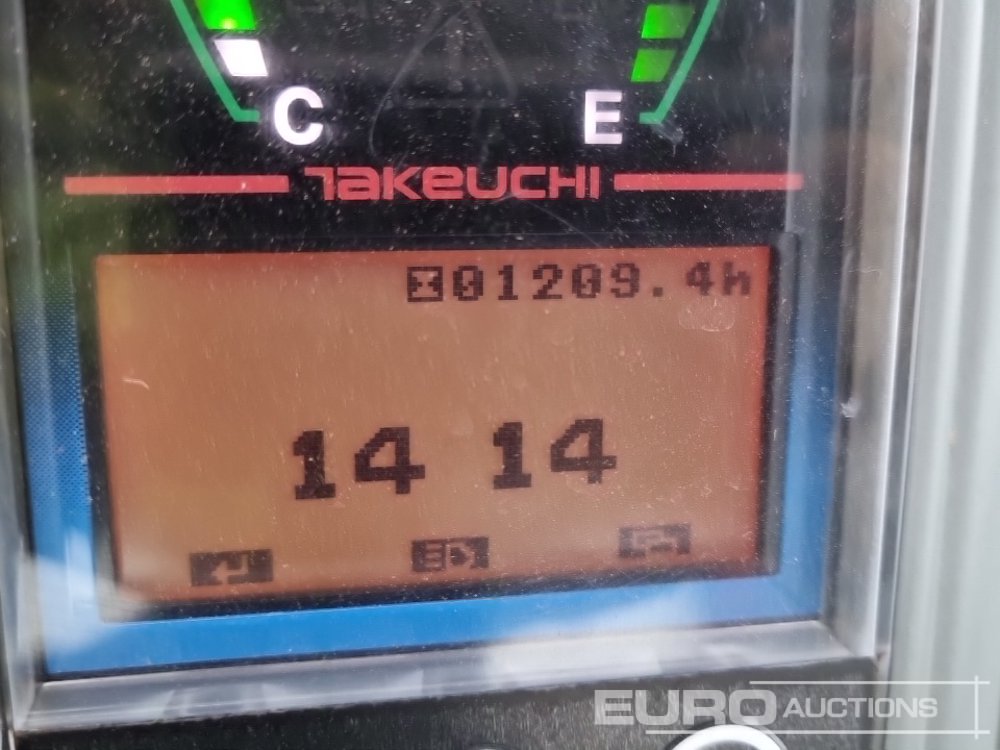 C E
TAKEUCHI
01209.4h
14 14
EURO AUCTIONS